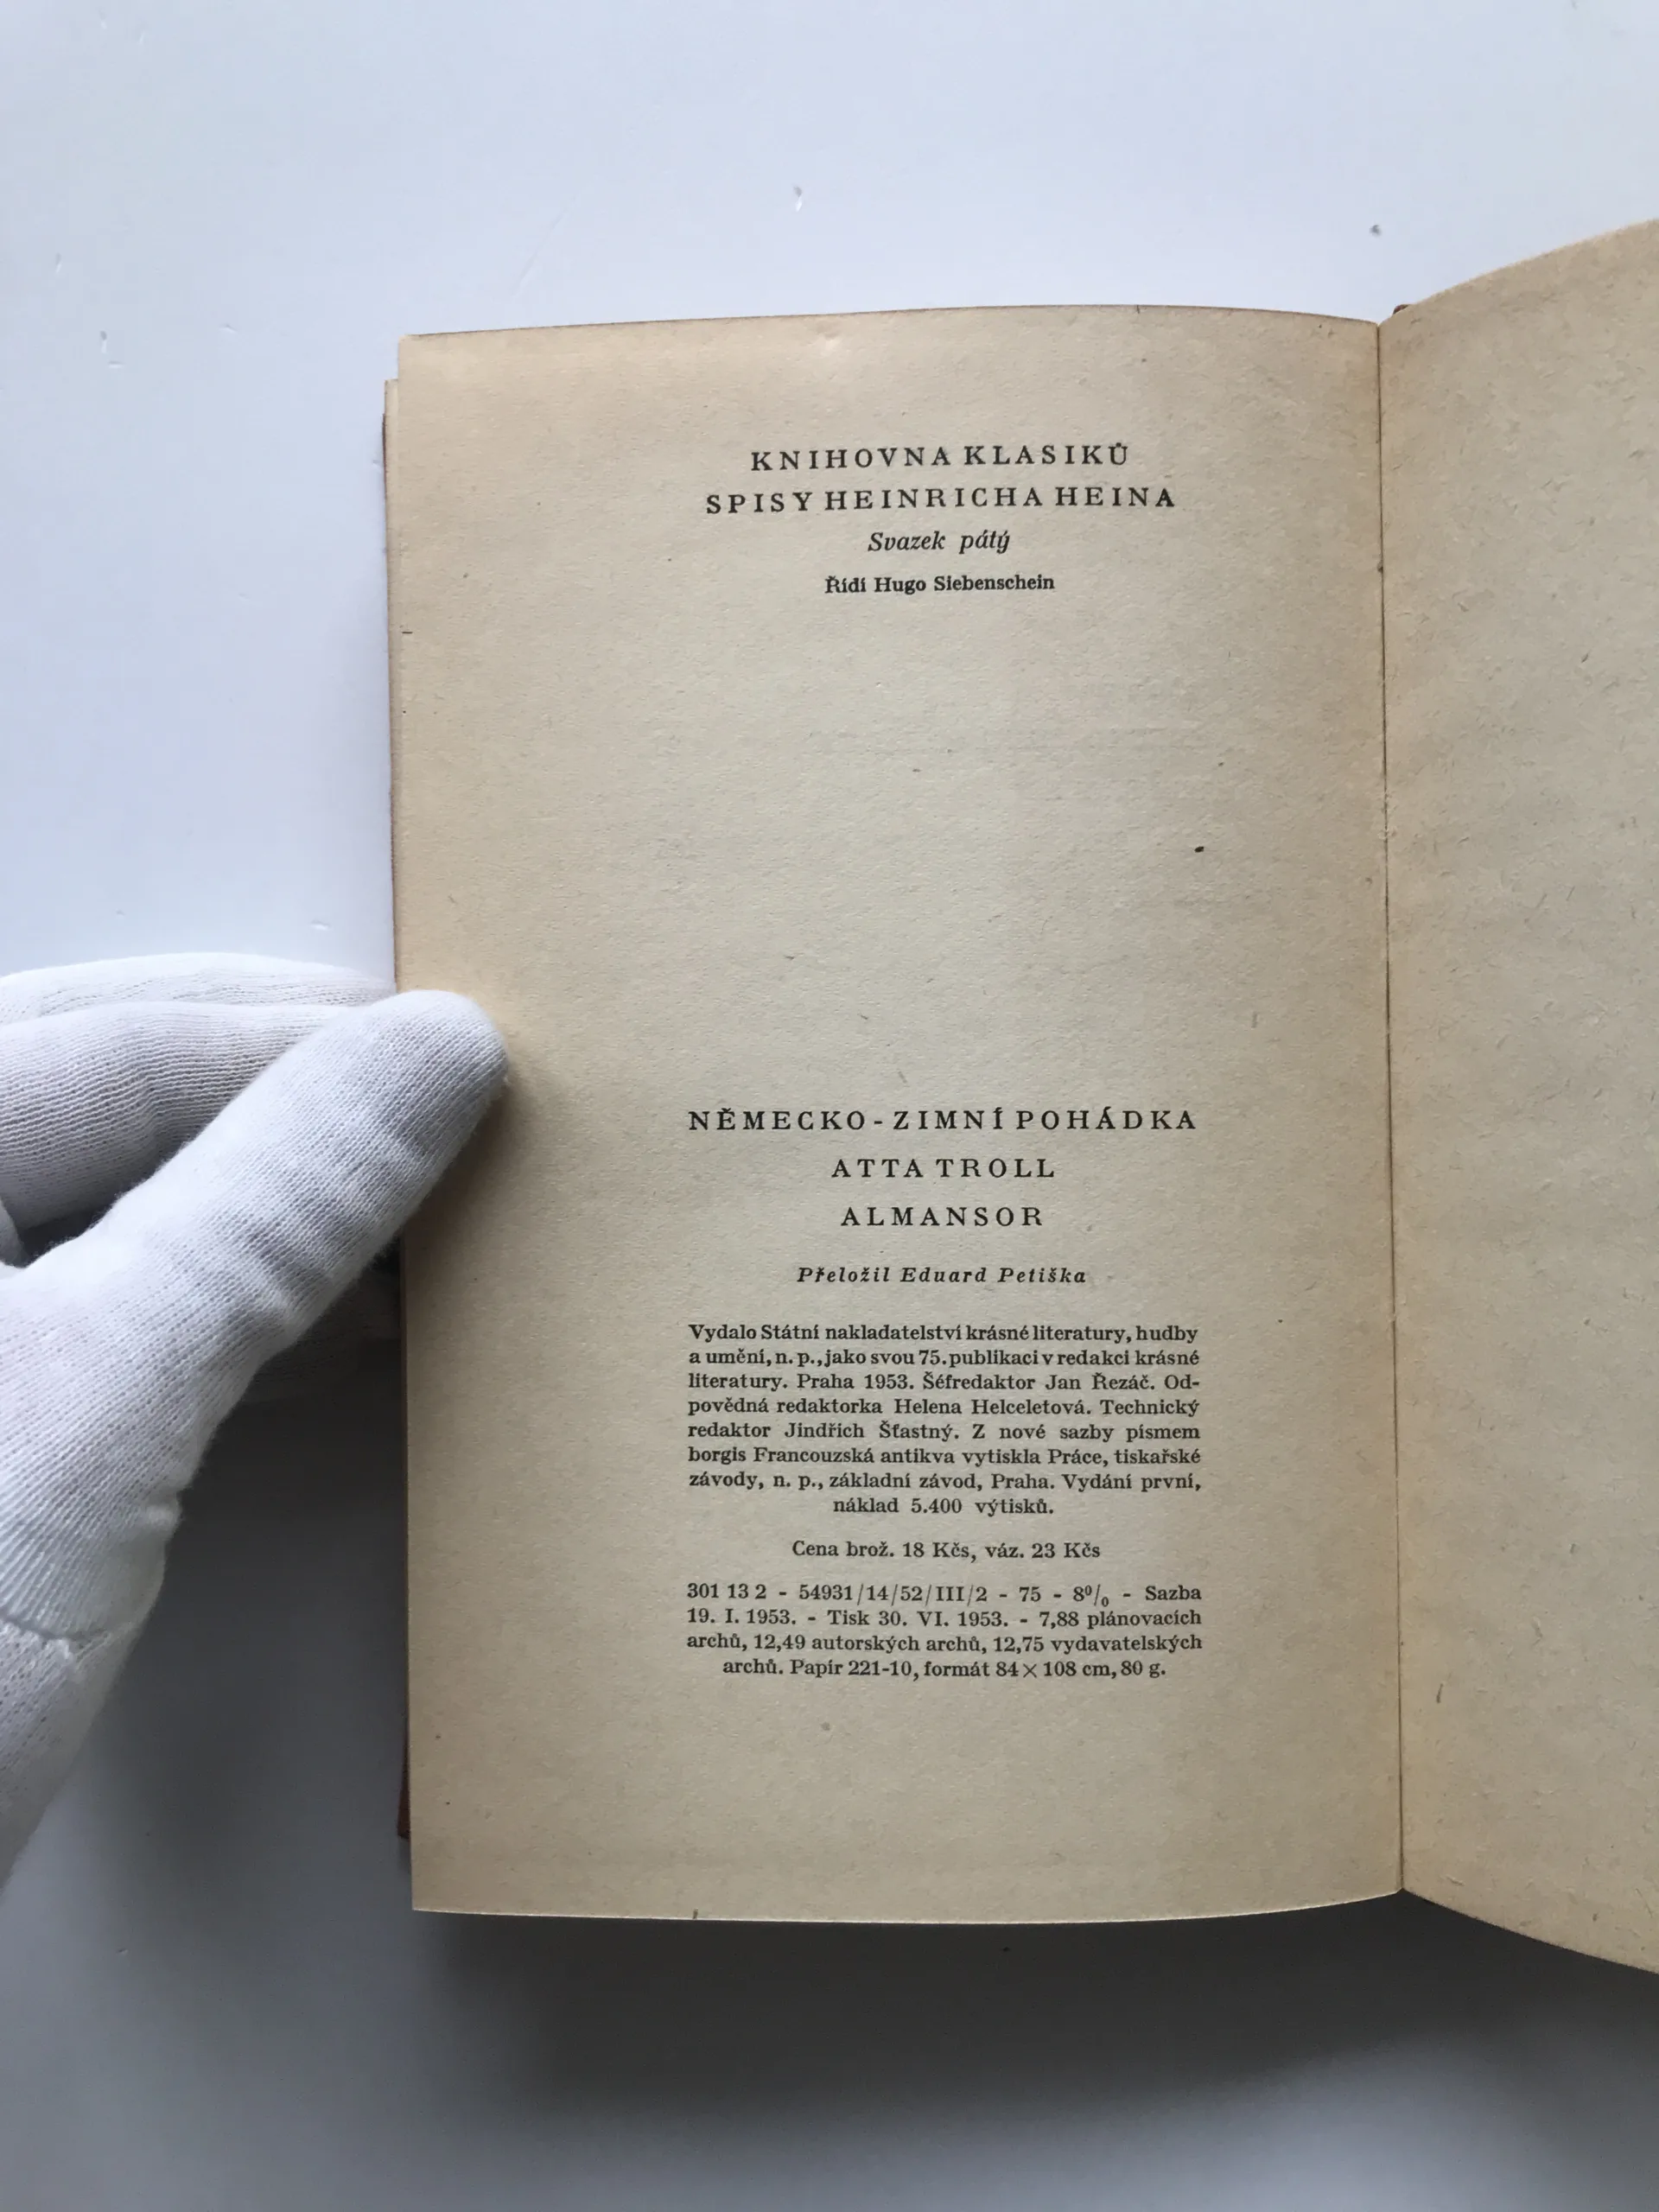 KNIHOVNA KLASIKŮ
SPISY HEINRICHA HEINA
Svazek pátý
Řídí Hugo Siebenschein
NĚMECKO - ZIMNÍ POHÁDKA
ATTA TROLL
ALMANSOR
Přeložil Eduard Petiška
Vydalo Státní nakladatelství krásné literatury, hudby
a umění, n. p., jako svou 75. publikaci v redakci krásné
literatury. Praha 1953. Šéfredaktor Jan Řezáč. Od-
povědná redaktorka Helena Helceletová. Technický
redaktor Jindřich Šťastný. Z nové sazby písmem
borgis Francouzská antikva vytiskla Práce, tiskařské
závody, n. p., základní závod, Praha. Vydání první,
náklad 5.400 výtisků.
Cena brož. 18 Kčs, váz. 23 Kčs
301 13 2 - 54931/14/52/III/2 - 75 - 8% - Sazba
19. I. 1953. - Tisk 30. VI. 1953. - 7,88 plánovacích
archů, 12,49 autorských archů, 12,75 vydavatelských
archů. Papír 221-10, formát 84 × 108 cm, 80 g.